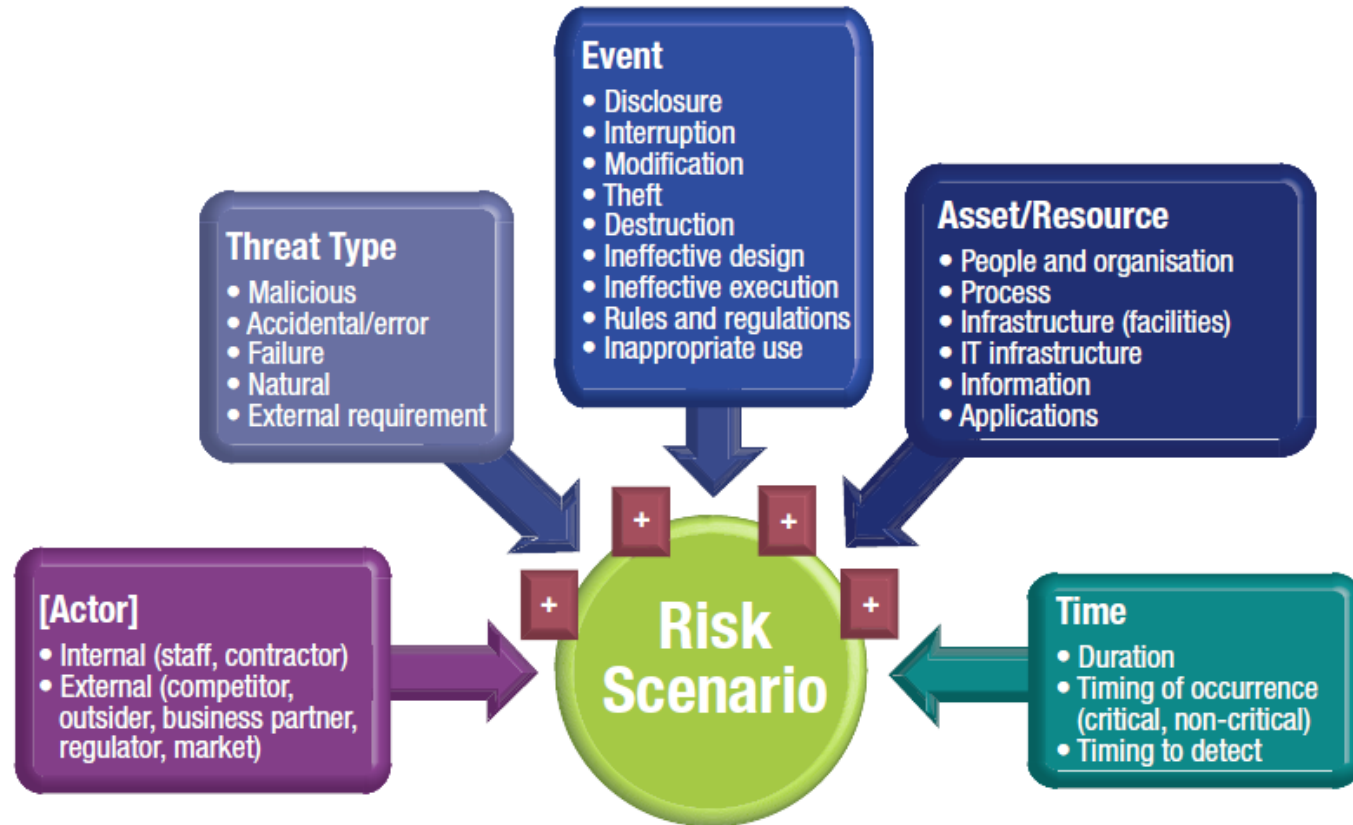 Event
• Disclosure
• Interruption
• Modification
• Theft
• Destruction
• Ineffective design
• Ineffective execution
• Rules and regulations
• Inappropriate use
Threat Type
• Malicious
• Accidental/error
• Failure
• Natural
• External requirement
Asset/Resource
• People and organisation
• Process
• Infrastructure (facilities)
• IT infrastructure
• Information
• Applications
[Actor]
• Internal (staff, contractor)
• External (competitor,
outsider, business partner,
regulator, market)
+
+
+
+
Risk
Scenario
Time
• Duration
• Timing of occurrence
(critical, non-critical)
• Timing to detect